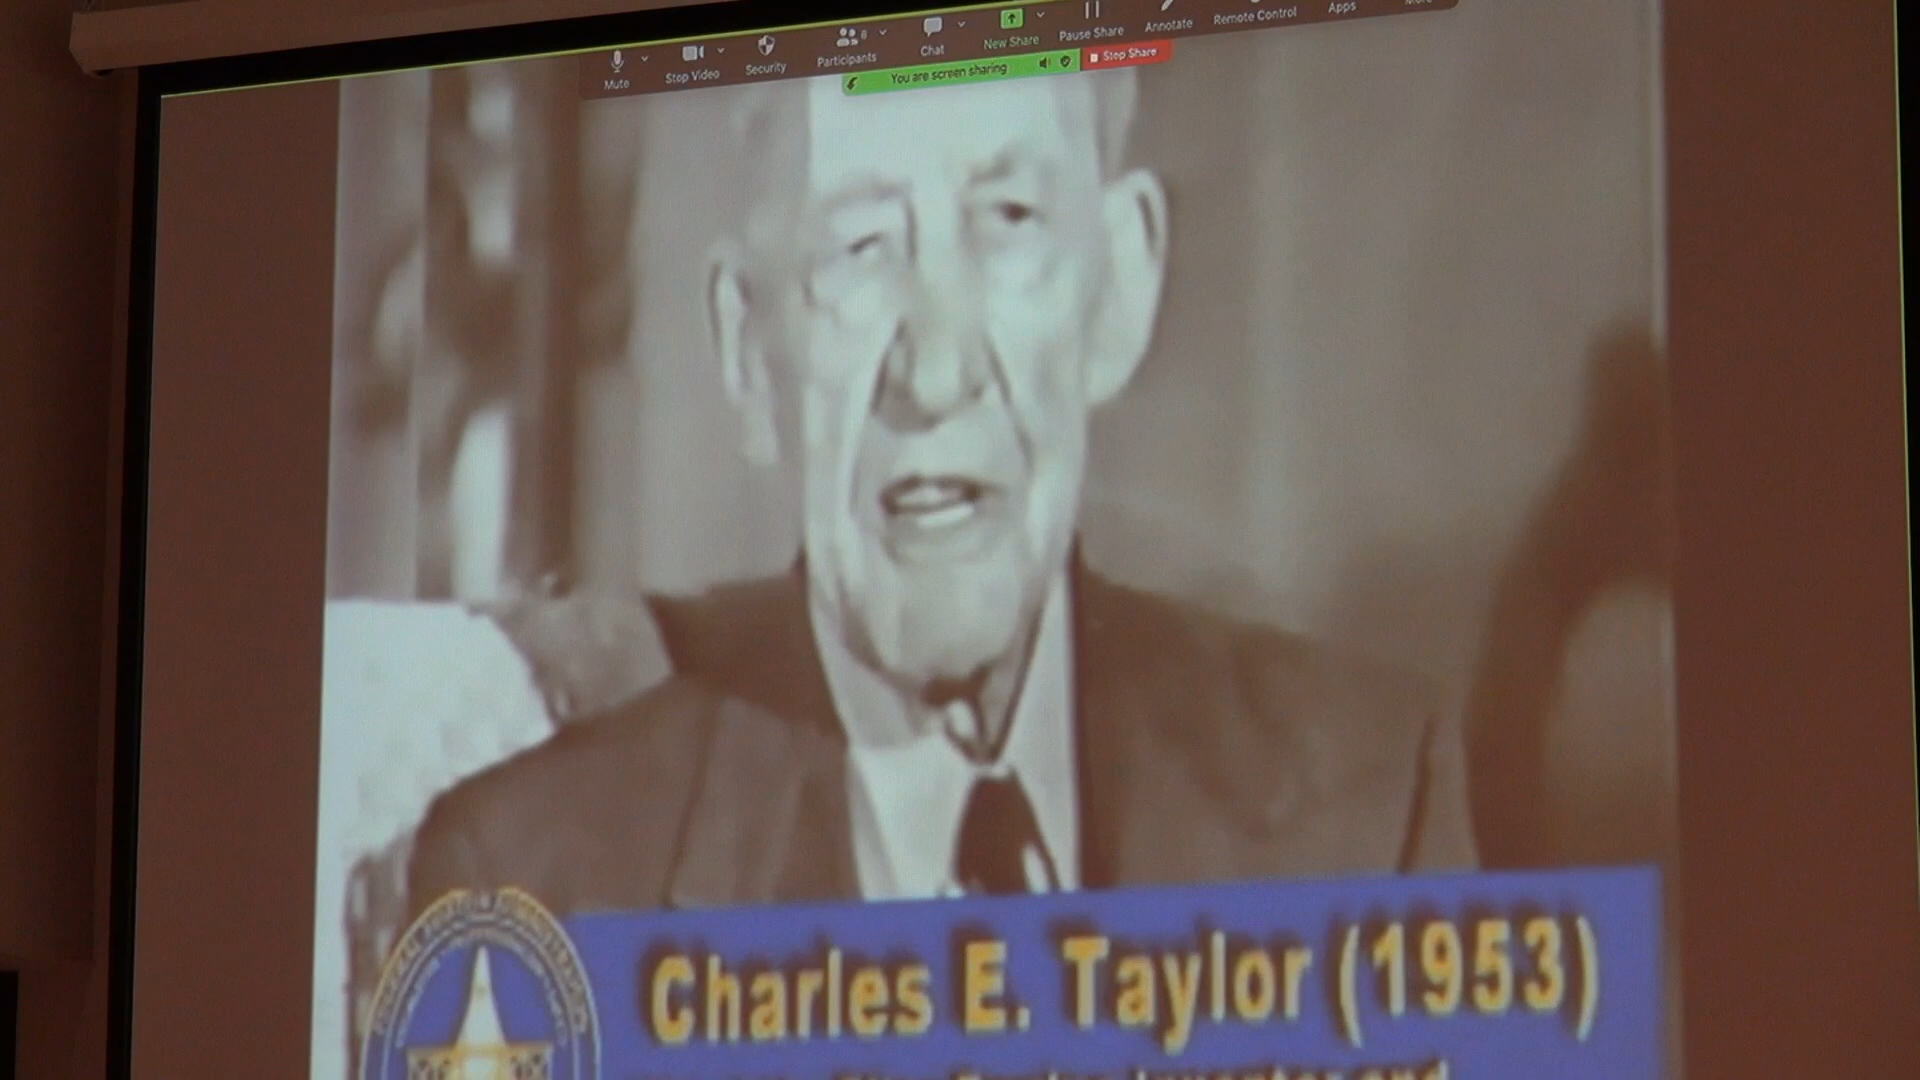 Mute
Stop Video
Security
Participants 8
Chat
New Share
Pause Share
Annotate
Remote Control
Apps
You are screen sharing
Stop Share
Charles E. Taylor (1953)